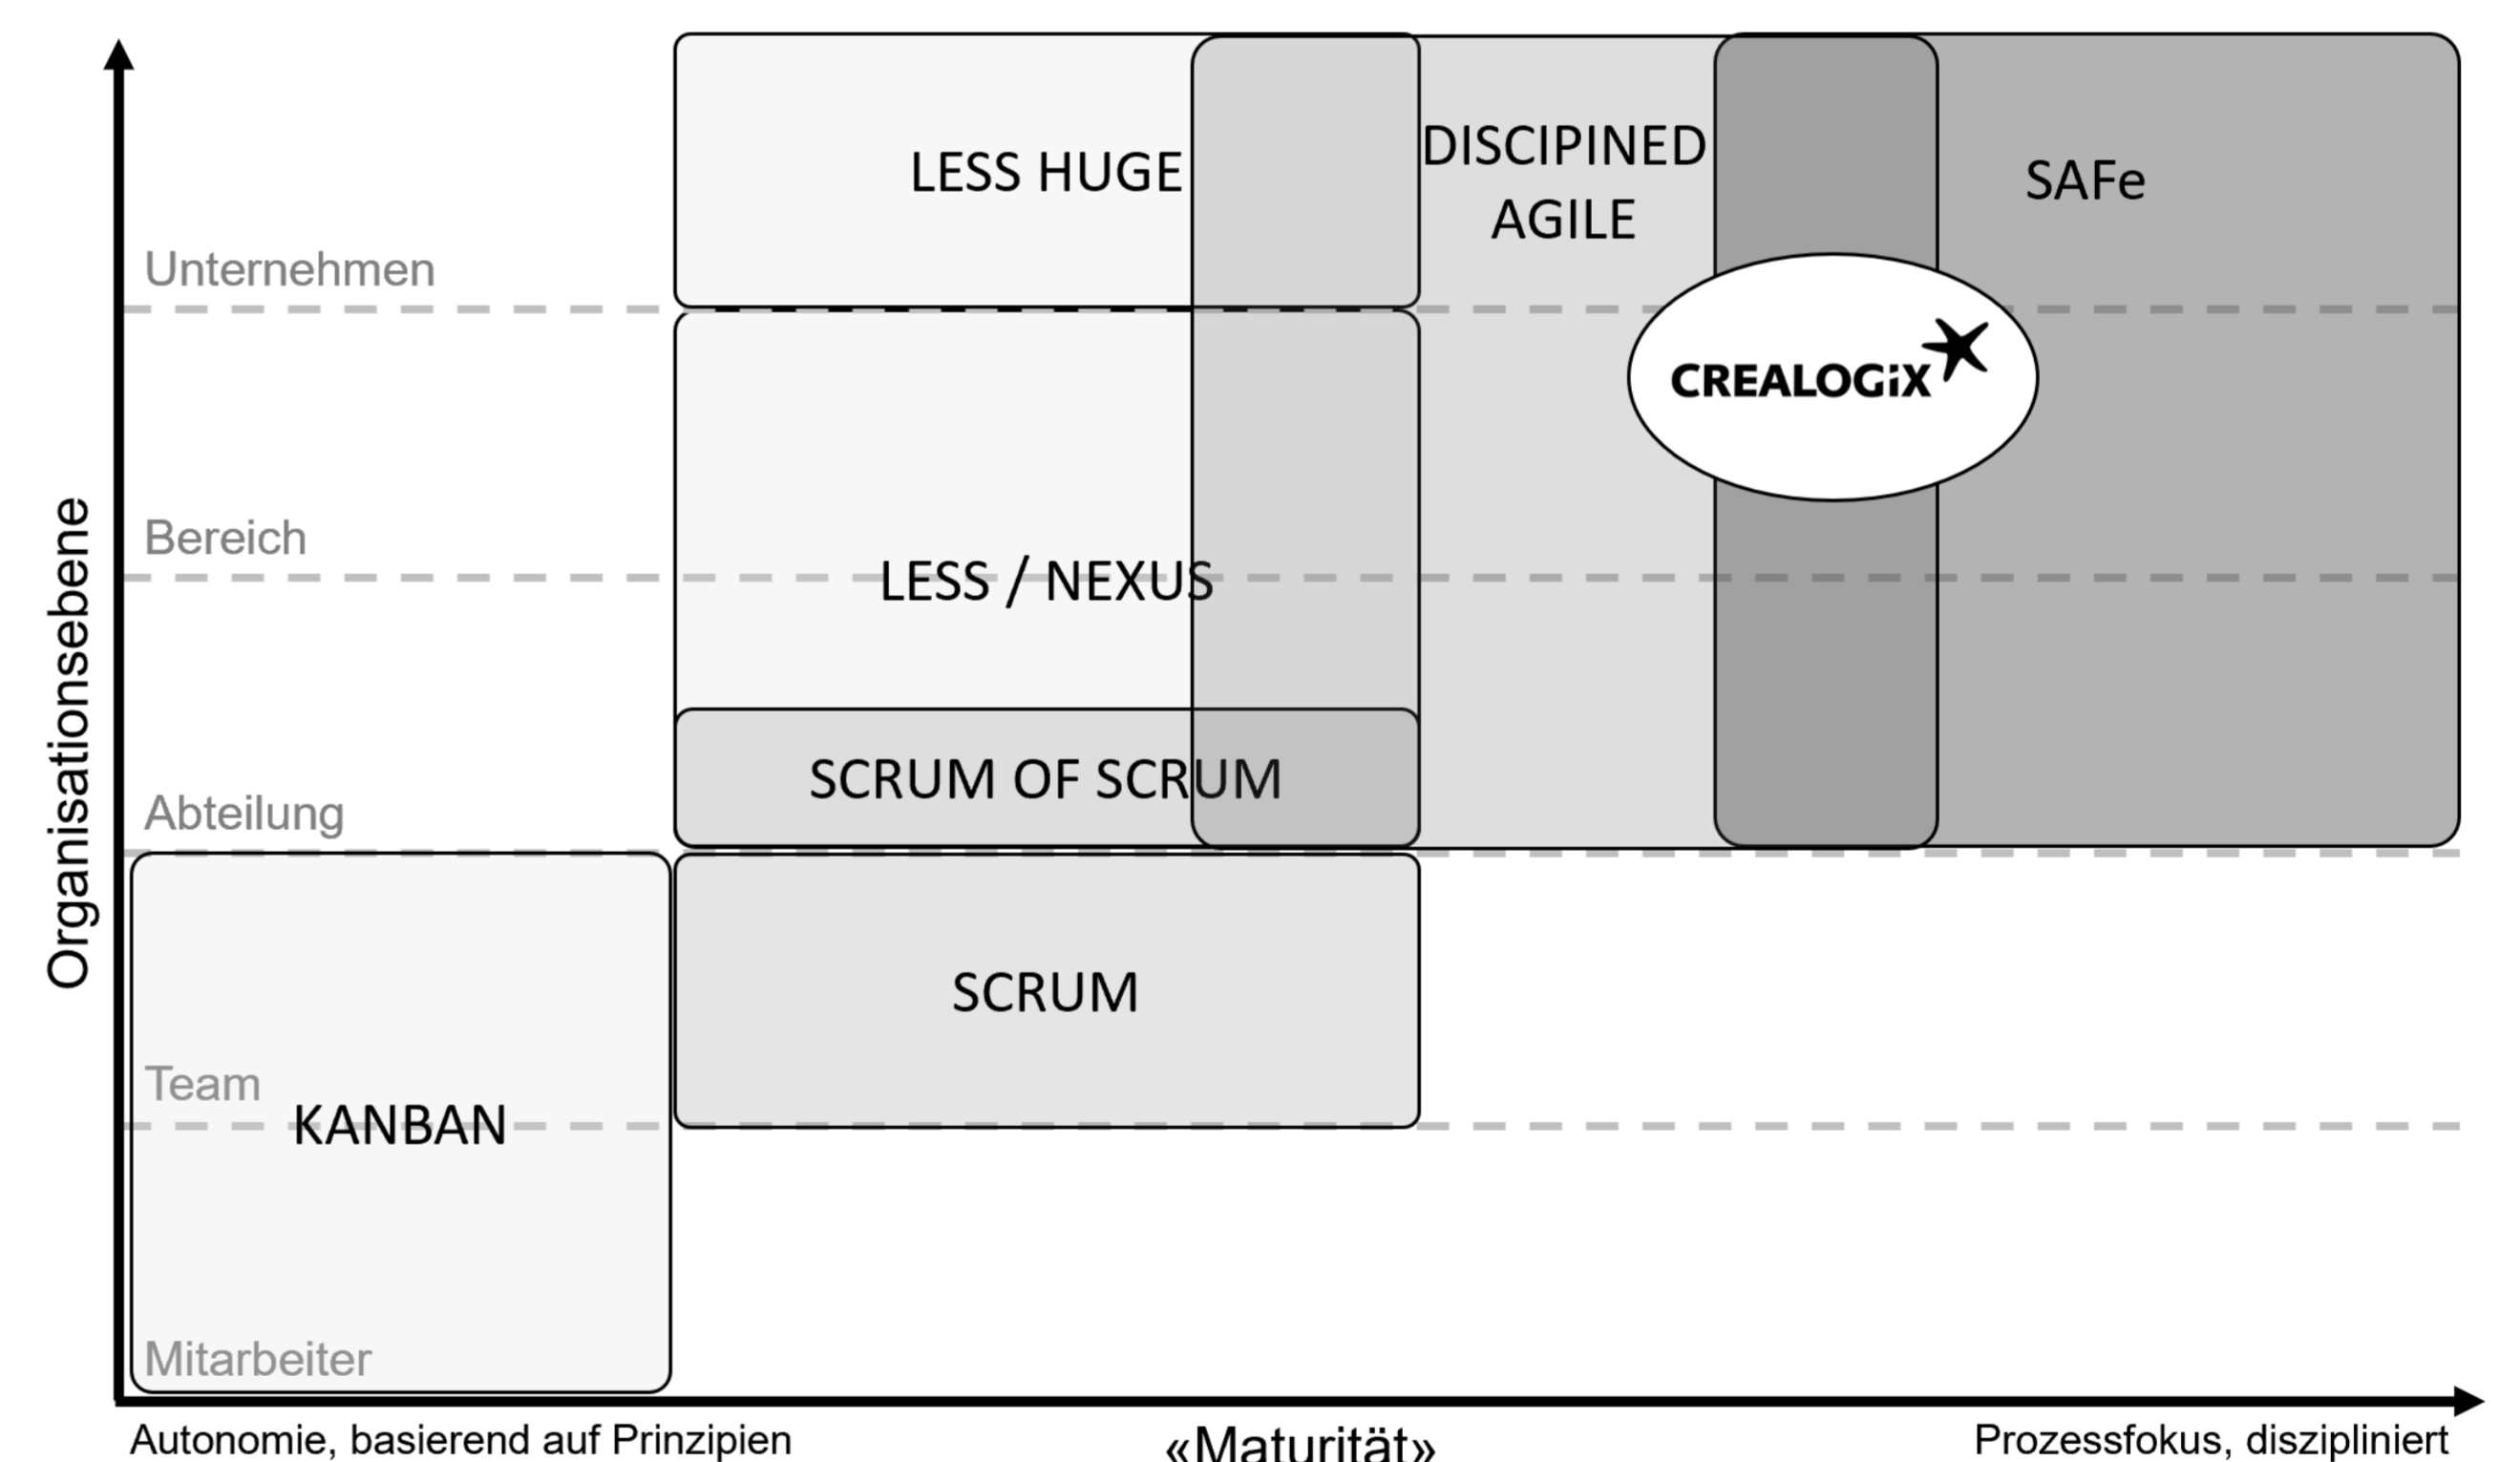 LESS HUGE
DISCIPINED
AGILE
SAFe
Unternehmen
CREALOGiX
Bereich
LESS / NEXUS
Organisationsebene
SCRUM OF SCRUM
Abteilung
SCRUM
Team
KANBAN
Mitarbeiter
Autonomie, basierend auf Prinzipien
«Maturität»
Prozessfokus, diszipliniert